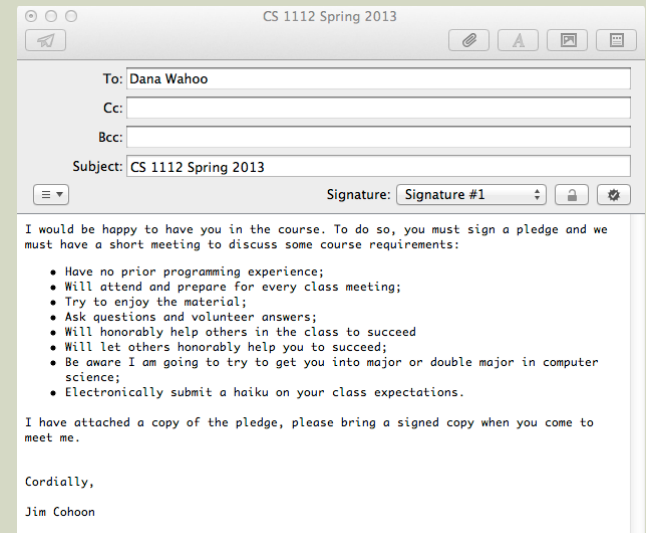 CS 1112 Spring 2013
To: Dana Wahoo
Cc:
Bcc:
Subject: CS 1112 Spring 2013
Signature: Signature #1
I would be happy to have you in the course. To do so, you must sign a pledge and we
must have a short meeting to discuss some course requirements:
• Have no prior programming experience;
• Will attend and prepare for every class meeting;
• Try to enjoy the material;
• Ask questions and volunteer answers;
• Will honorably help others in the class to succeed
• Will let others honorably help you to succeed;
• Be aware I am going to try to get you into major or double major in computer
science;
• Electronically submit a haiku on your class expectations.
I have attached a copy of the pledge, please bring a signed copy when you come to
meet me.
Cordially,
Jim Cohoon